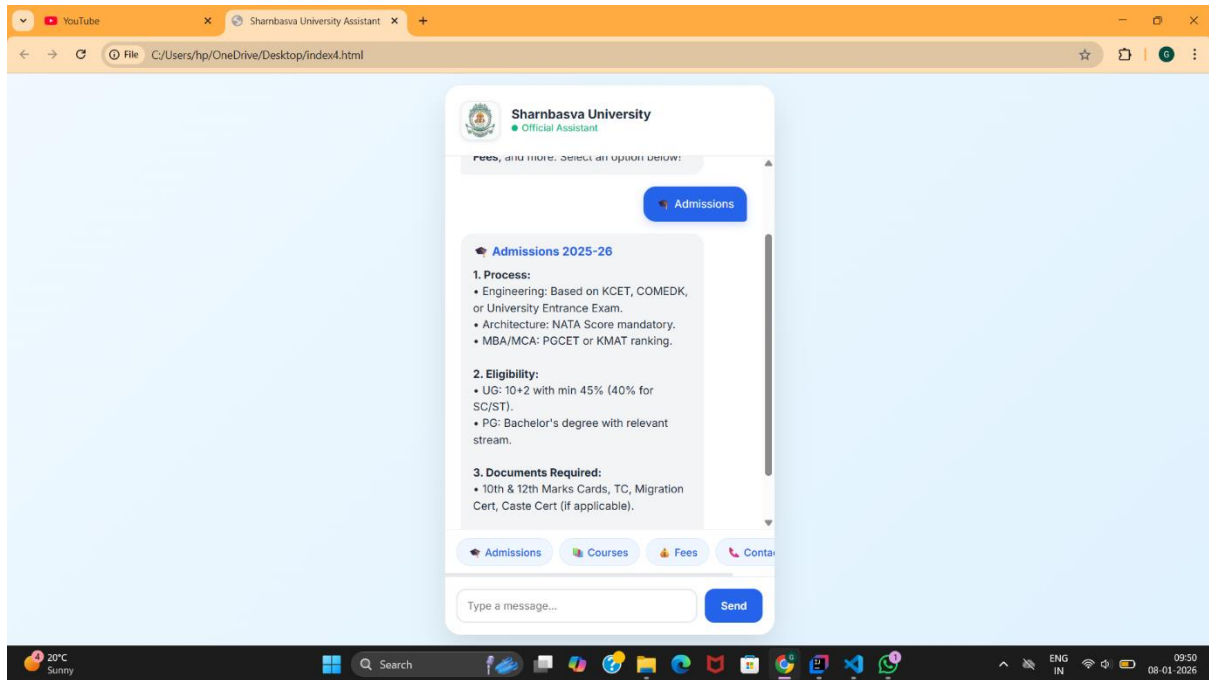 YouTube
Sharnbasva University Assistant
File
C:/Users/hp/OneDrive/Desktop/index4.html
G
Sharnbasva University
Official Assistant
Fees, and more. Select an option below!
Admissions
Admissions 2025-26
1. Process:
• Engineering: Based on KCET, COMEDK,
or University Entrance Exam.
• Architecture: NATA Score mandatory.
• MBA/MCA: PGCET or KMAT ranking.
2. Eligibility:
• UG: 10+2 with min 45% (40% for
SC/ST).
• PG: Bachelor's degree with relevant
stream.
3. Documents Required:
• 10th & 12th Marks Cards, TC, Migration
Cert, Caste Cert (if applicable).
Admissions Courses Fees Conta
Type a message... Send
4
20°C
Sunny
Search
1
ENG
IN
09:50
08-01-2026